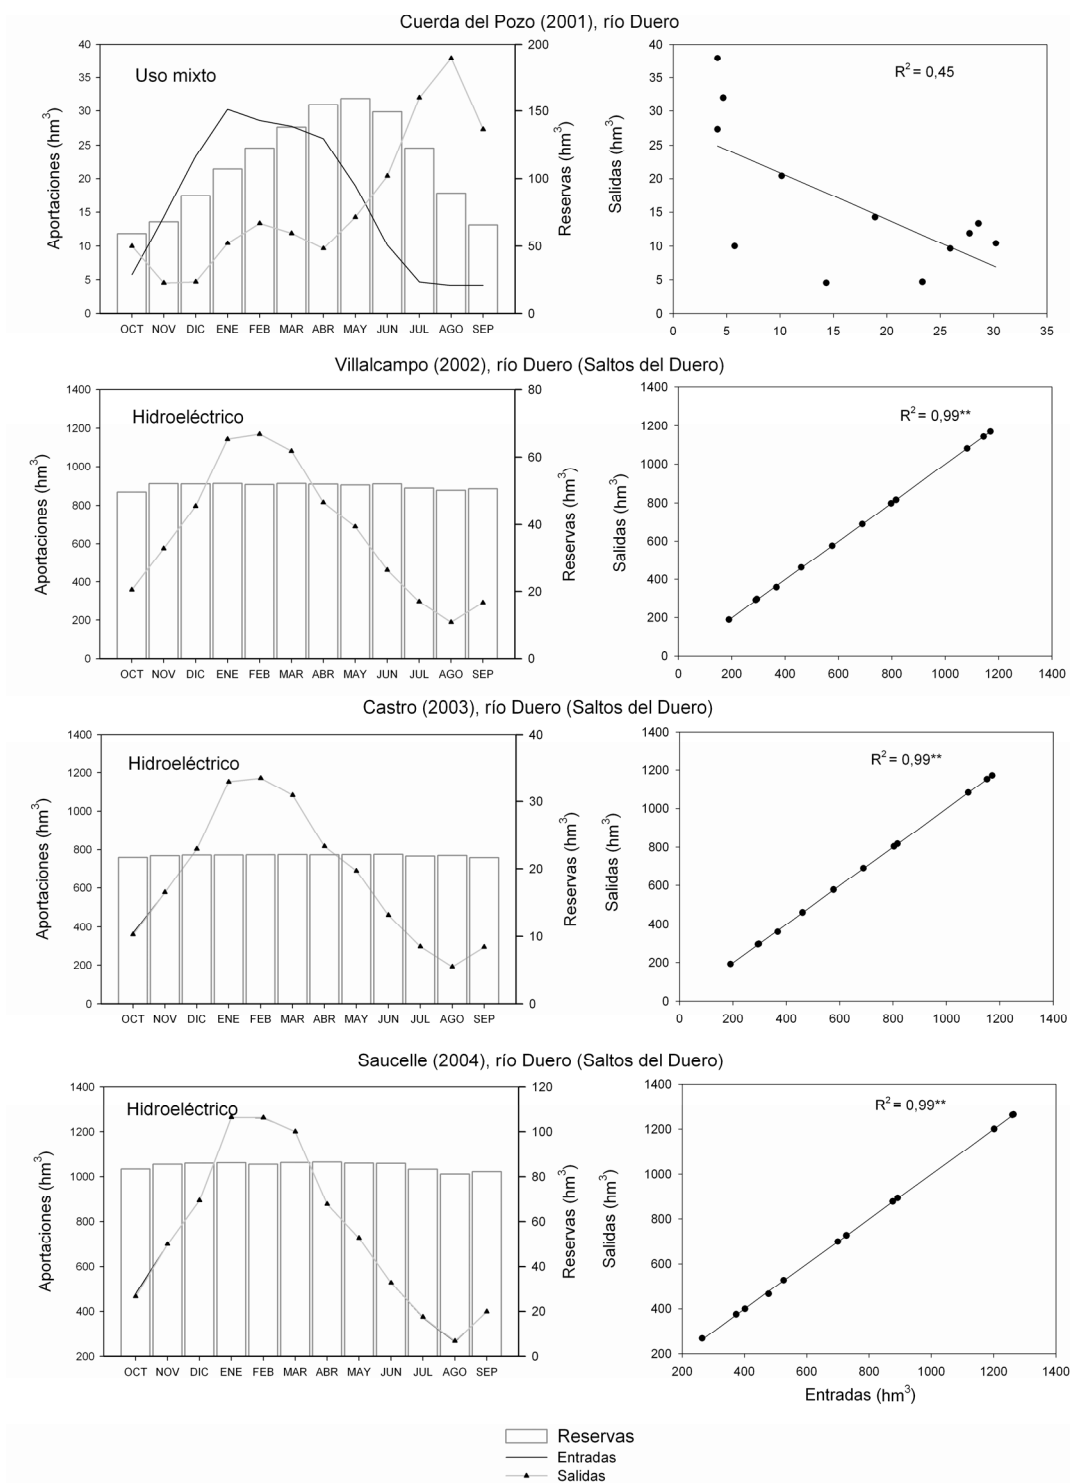 Cuerda del Pozo (2001), río Duero
Uso mixto
Aportaciones (hm3)
40
35
30
25
20
15
10
5
0
Reservas (hm3)
200
150
100
50
0
OCT NOV DIC ENE FEB MAR ABR MAY JUN JUL AGO SEP
R2 = 0,45
Salidas (hm3)
40
35
30
25
20
15
10
5
0
0 5 10 15 20 25 30 35
Villalcampo (2002), río Duero (Saltos del Duero)
Hidroeléctrico
Aportaciones (hm3)
1400
1200
1000
800
600
400
200
0
Reservas (hm3)
80
60
40
20
0
OCT NOV DIC ENE FEB MAR ABR MAY JUN JUL AGO SEP
R2 = 0,99**
Salidas (hm3)
1400
1200
1000
800
600
400
200
0
0 200 400 600 800 1000 1200 1400
Castro (2003), río Duero (Saltos del Duero)
Hidroeléctrico
Aportaciones (hm3)
1400
1200
1000
800
600
400
200
0
Reservas (hm3)
40
30
20
10
0
OCT NOV DIC ENE FEB MAR ABR MAY JUN JUL AGO SEP
R2 = 0,99**
Salidas (hm3)
1400
1200
1000
800
600
400
200
0
0 200 400 600 800 1000 1200 1400
Saucelle (2004), río Duero (Saltos del Duero)
Hidroeléctrico
Aportaciones (hm3)
1400
1200
1000
800
600
400
200
Reservas (hm3)
120
100
80
60
40
20
0
OCT NOV DIC ENE FEB MAR ABR MAY JUN JUL AGO SEP
R2 = 0,99**
Salidas (hm3)
1400
1200
1000
800
600
400
200
200 400 600 800 1000 1200 1400
Entradas (hm3)
Reservas
Entradas
Salidas